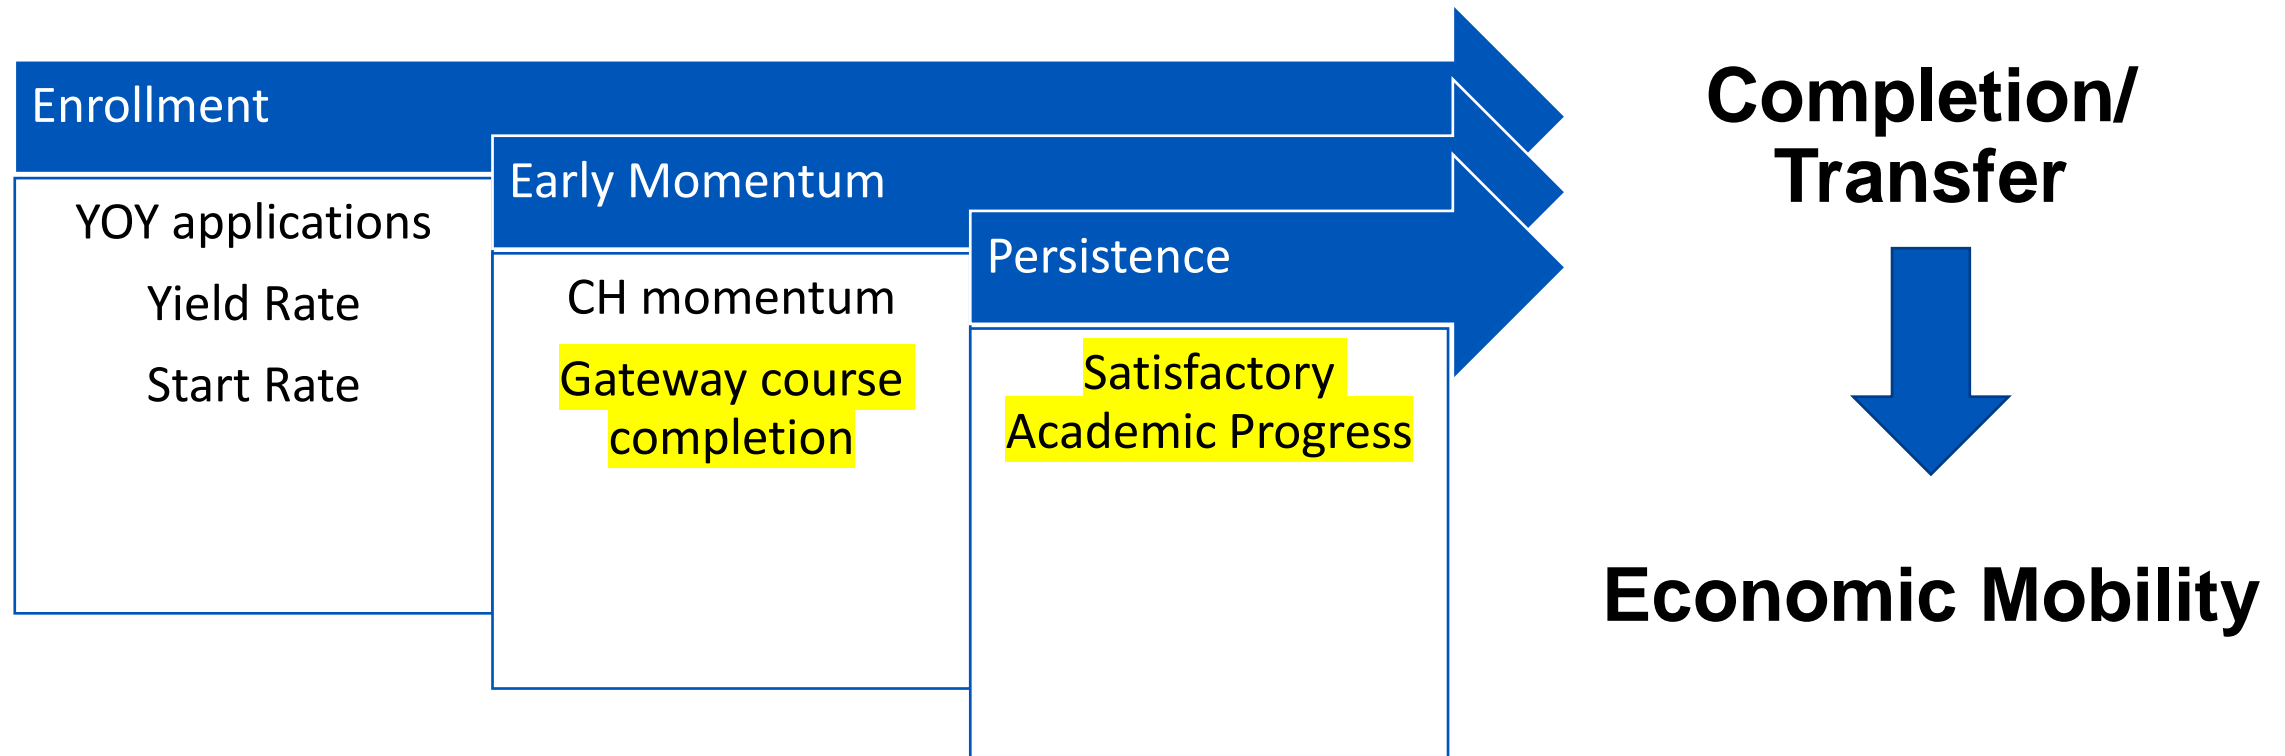 Enrollment
YOY applications
Yield Rate
Start Rate
Early Momentum
CH momentum
Gateway course
completion
Persistence
Satisfactory
Academic Progress
Completion/
Transfer
Economic Mobility